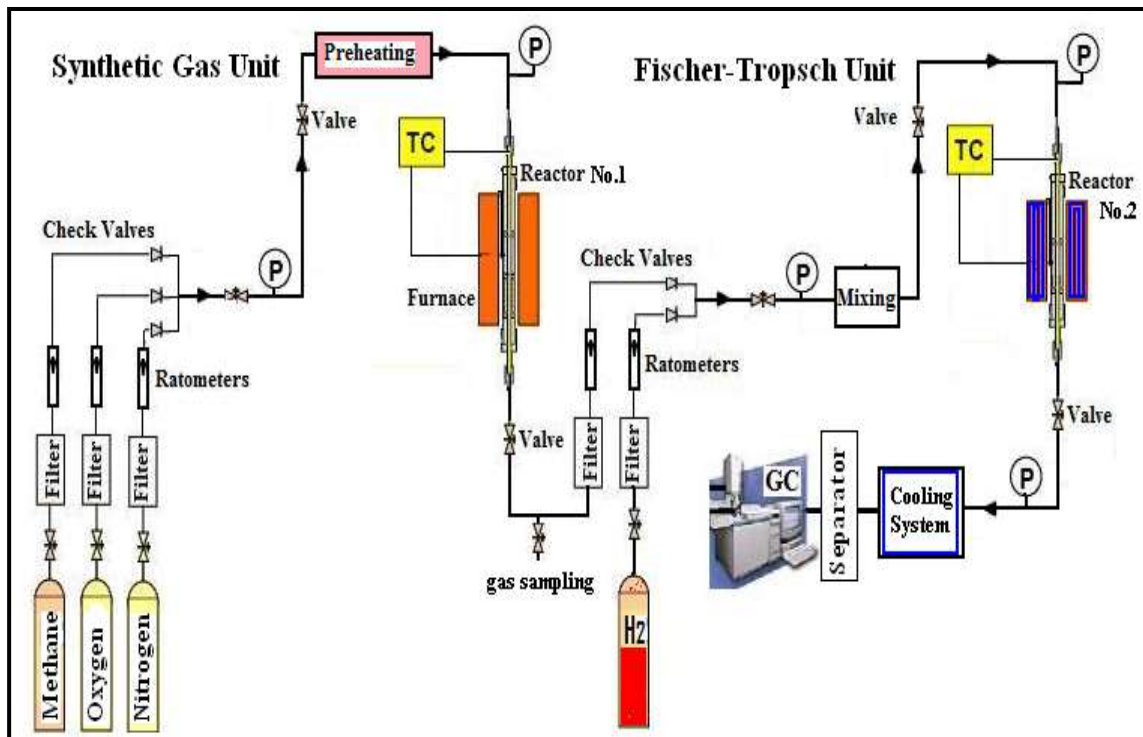 Synthetic Gas Unit
Preheating
P
Fischer-Tropsch Unit
P
Valve
Valve
TC
TC
Reactor No.1
Reactor
No.2
Check Valves
P
Furnace
Check Valves
P
Mixing
Ratometers
Ratometers
Filter
Filter
Filter
Valve
Filter
Filter
Valve
GC
Separator
Cooling
System
P
gas sampling
Methane
Oxygen
Nitrogen
H2